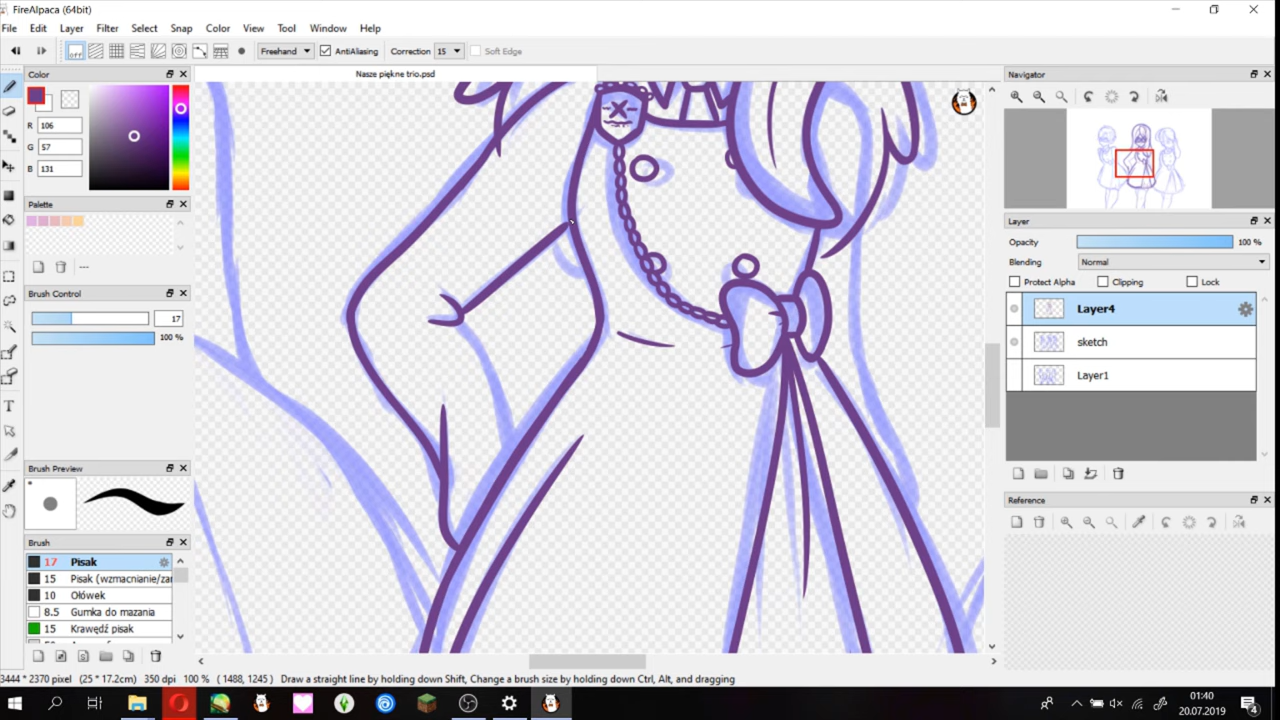 FireAlpaca (64bit)
File Edit Layer Filter Select Snap Color View Tool Window Help
OFF Freehand AntiAliasing Correction 15 Soft Edge
Color
Nasze piękne trio.psd
Navigator
R 106
G 57
B 131
Palette
Layer
Opacity 100 %
Blending Normal
Protect Alpha Clipping Lock
---
Brush Control
17
100 %
Layer4
sketch
Layer1
Brush Preview
Reference
Brush
17 Pisak
15 Pisak (wzmacnianie/zar
10 Ołówek
8.5 Gumka do mazania
15 Krawędź pisak
3444 * 2370 pixel (25 * 17.2cm) 350 dpi 100 % ( 1488, 1245 ) Draw a straight line by holding down Shift, Change a brush size by holding down Ctrl, Alt, and dragging
01:40
20.07.2019
4